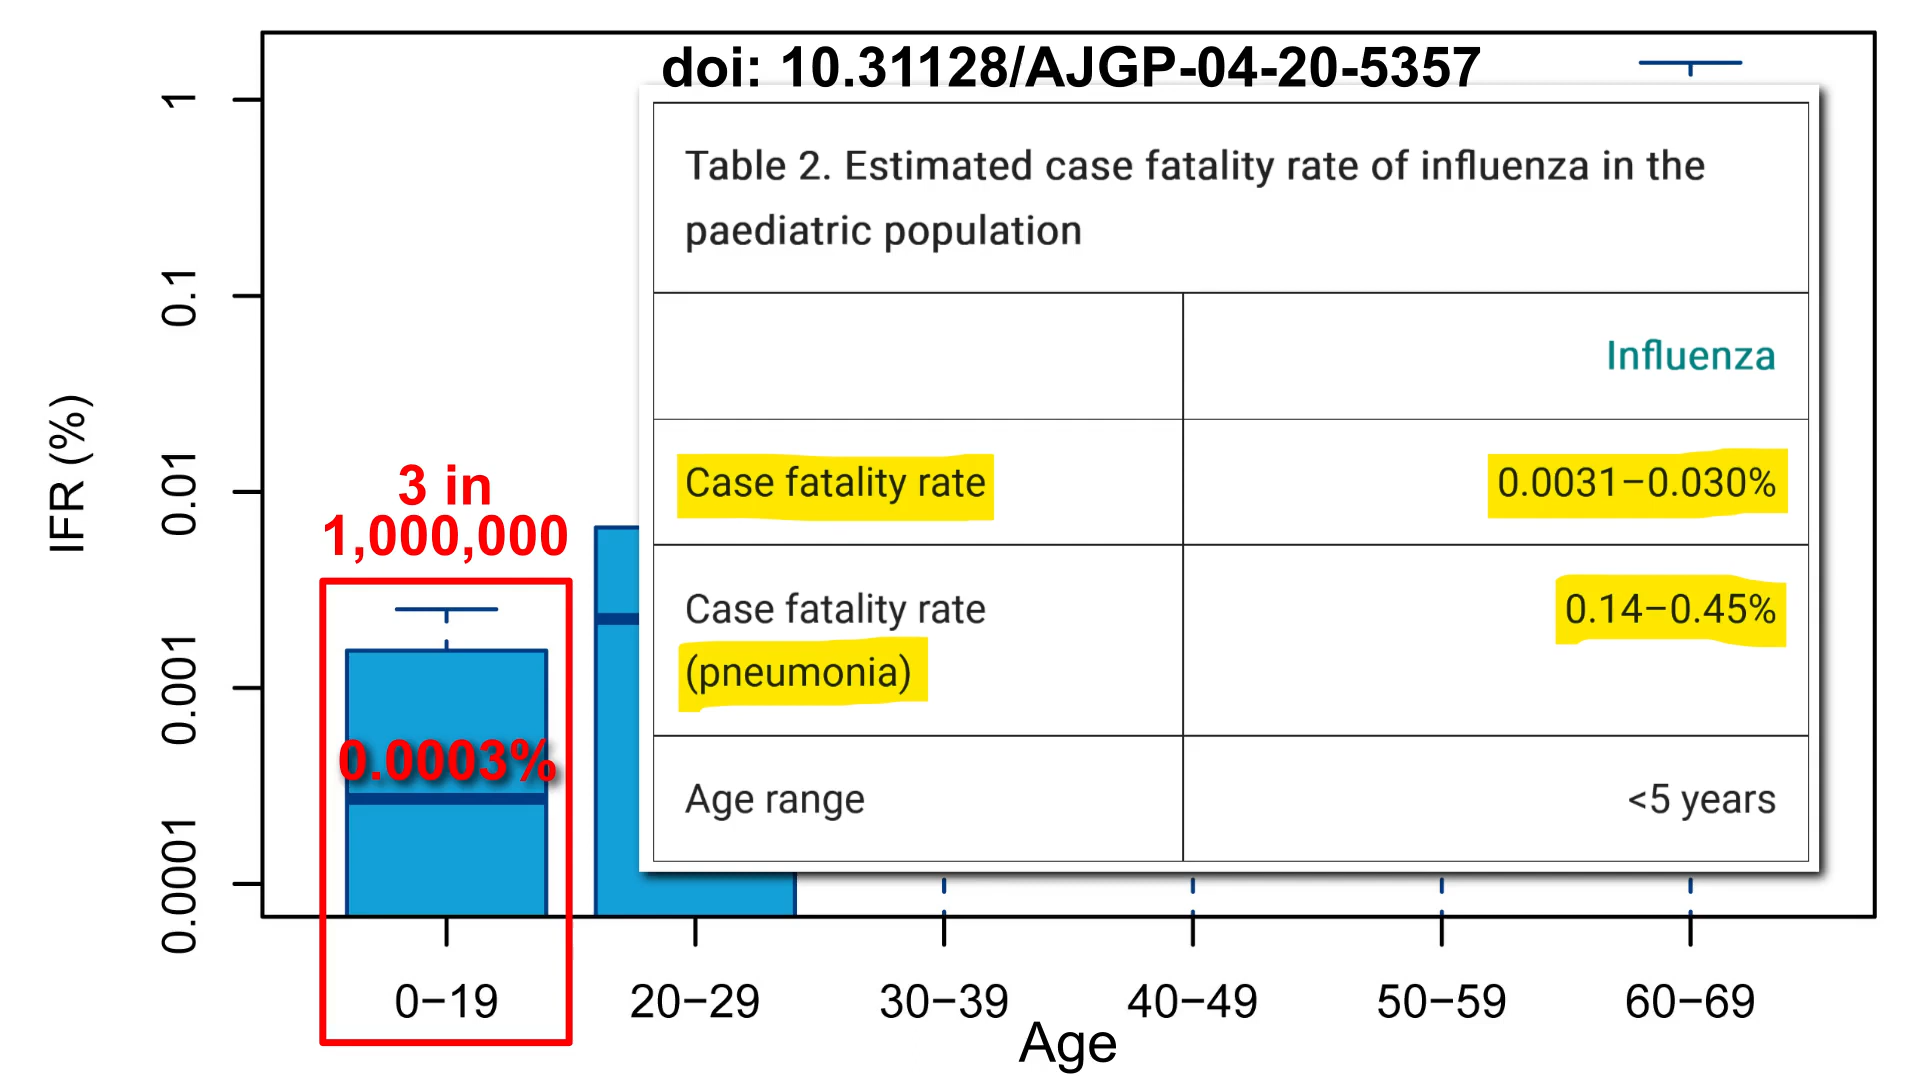 doi: 10.31128/AJGP-04-20-5357
Table 2. Estimated case fatality rate of influenza in the
paediatric population
Influenza
Case fatality rate
0.0031–0.030%
Case fatality rate
(pneumonia)
0.14–0.45%
Age range
<5 years
IFR (%)
1
0.1
0.01
0.001
0.0001
3 in
1,000,000
0.0003%
0−19
20−29
30−39
40−49
50−59
60−69
Age